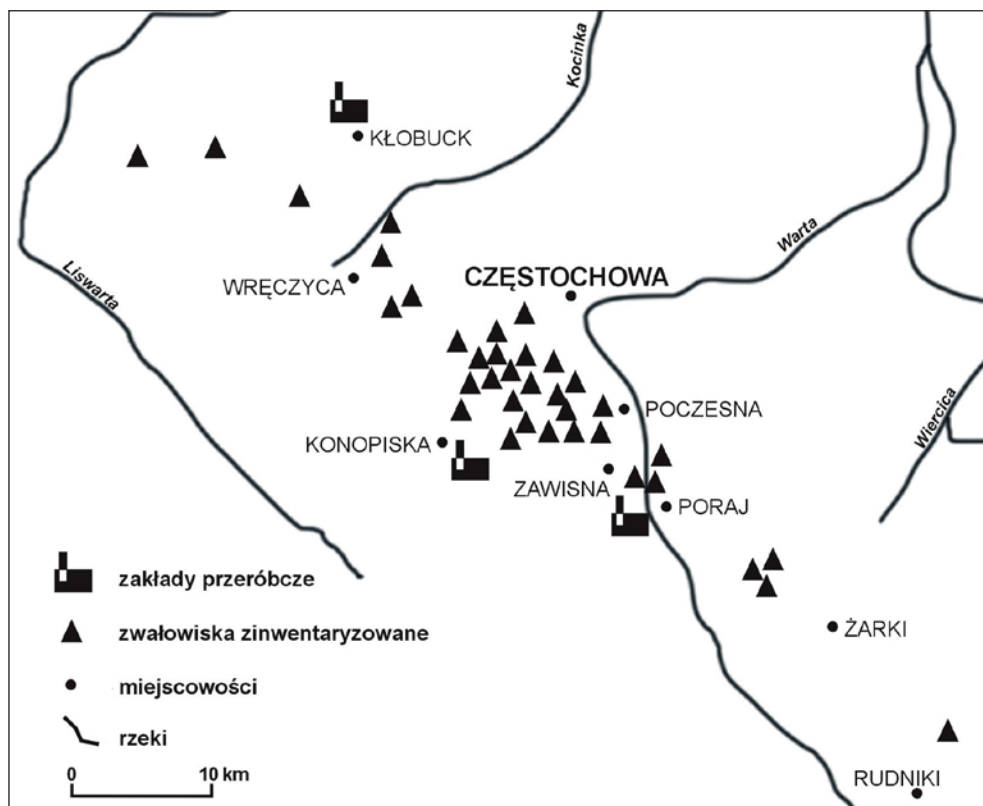 Kocinka
KŁOBUCK
Warta
Liswarta
WRĘCZYCA
CZĘSTOCHOWA
Wiercica
POCZESNA
KONOPISKA
ZAWISNA
PORAJ
zakłady przeróbcze
zwałowiska zinwentaryzowane
ŻARKI
miejscowości
rzeki
0 10 km
RUDNIKI